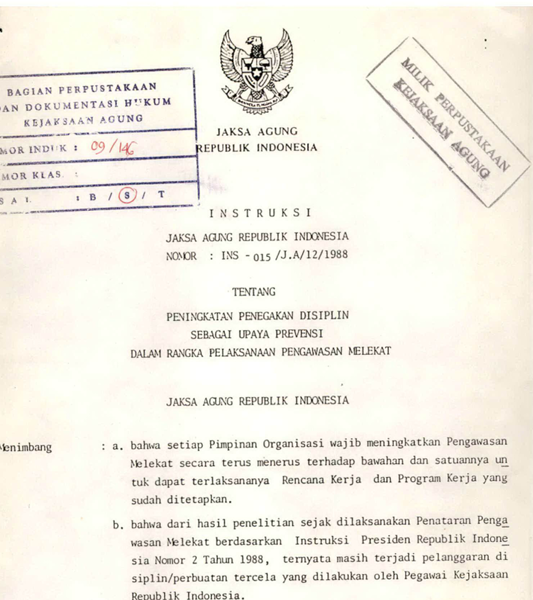 BAGIAN PERPUSTAKAAN
DAN DOKUMENTASI HUKUM
KEJAKSAAN AGUNG
MOR INDUK : 09/146
MOR KLAS. :
S A L : B / S / T
MILIK PERPUSTAKAAN
KEJAKSAAN AGUNG
JAKSA AGUNG
REPUBLIK INDONESIA
I N S T R U K S I
JAKSA AGUNG REPUBLIK INDONESIA
NOMOR : INS - 015 /J.A/12/1988
TENTANG
PENINGKATAN PENEGAKAN DISIPLIN
SEBAGAI UPAYA PREVENSI
DALAM RANGKA PELAKSANAAN PENGAWASAN MELEKAT
JAKSA AGUNG REPUBLIK INDONESIA
Menimbang : a. bahwa setiap Pimpinan Organisasi wajib meningkatkan Pengawasan
Melekat secara terus menerus terhadap bawahan dan satuannya un
tuk dapat terlaksananya Rencana Kerja dan Program Kerja yang
sudah ditetapkan.
b. bahwa dari hasil penelitian sejak dilaksanakan Penataran Penga
wasan Melekat berdasarkan Instruksi Presiden Republik Indone
sia Nomor 2 Tahun 1988, ternyata masih terjadi pelanggaran di
siplin/perbuatan tercela yang dilakukan oleh Pegawai Kejaksaan
Republik Indonesia.